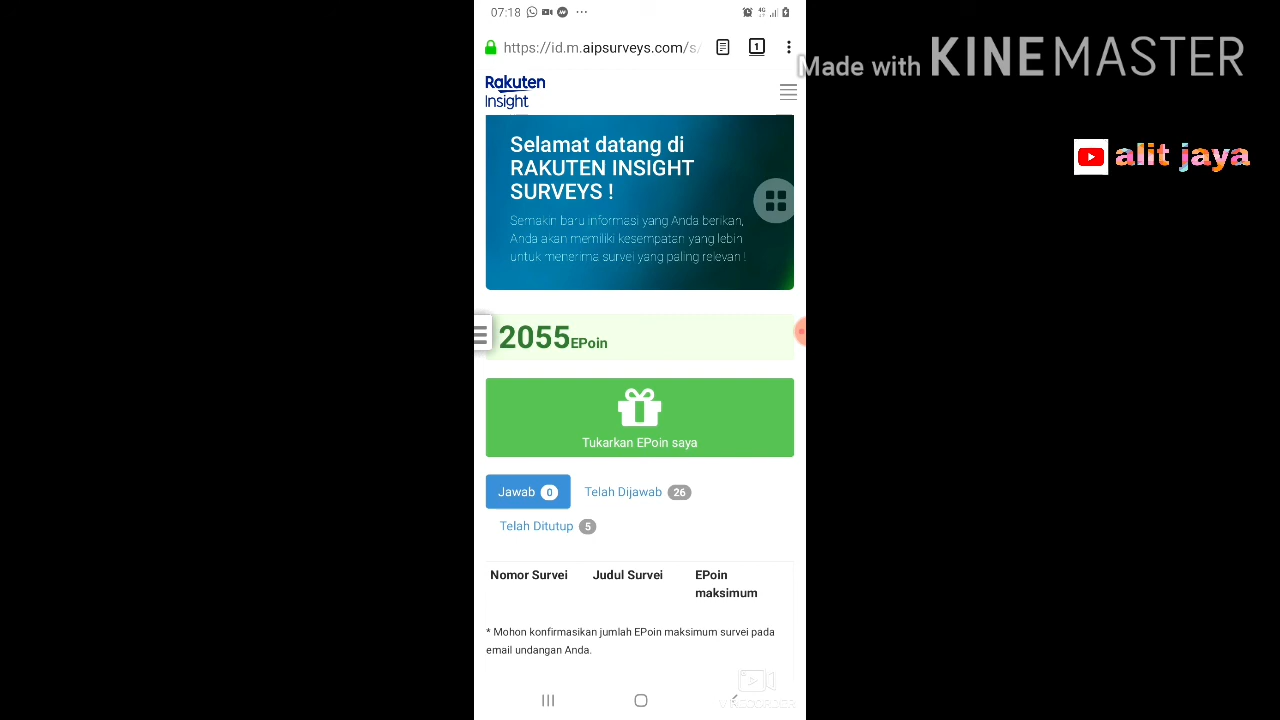 07:18
4G
https://id.m.aipsurveys.com/s/
1
Made with KINEMASTER
Rakuten
Insight
alit jaya
Selamat datang di
RAKUTEN INSIGHT
SURVEYS !
Semakin baru informasi yang Anda berikan,
Anda akan memiliki kesempatan yang lebih
untuk menerima survei yang paling relevan !
2055EPoin
Tukarkan EPoin saya
Jawab 0 Telah Dijawab 26
Telah Ditutup 5
Nomor Survei Judul Survei EPoin
maksimum
* Mohon konfirmasikan jumlah EPoin maksimum survei pada
email undangan Anda.